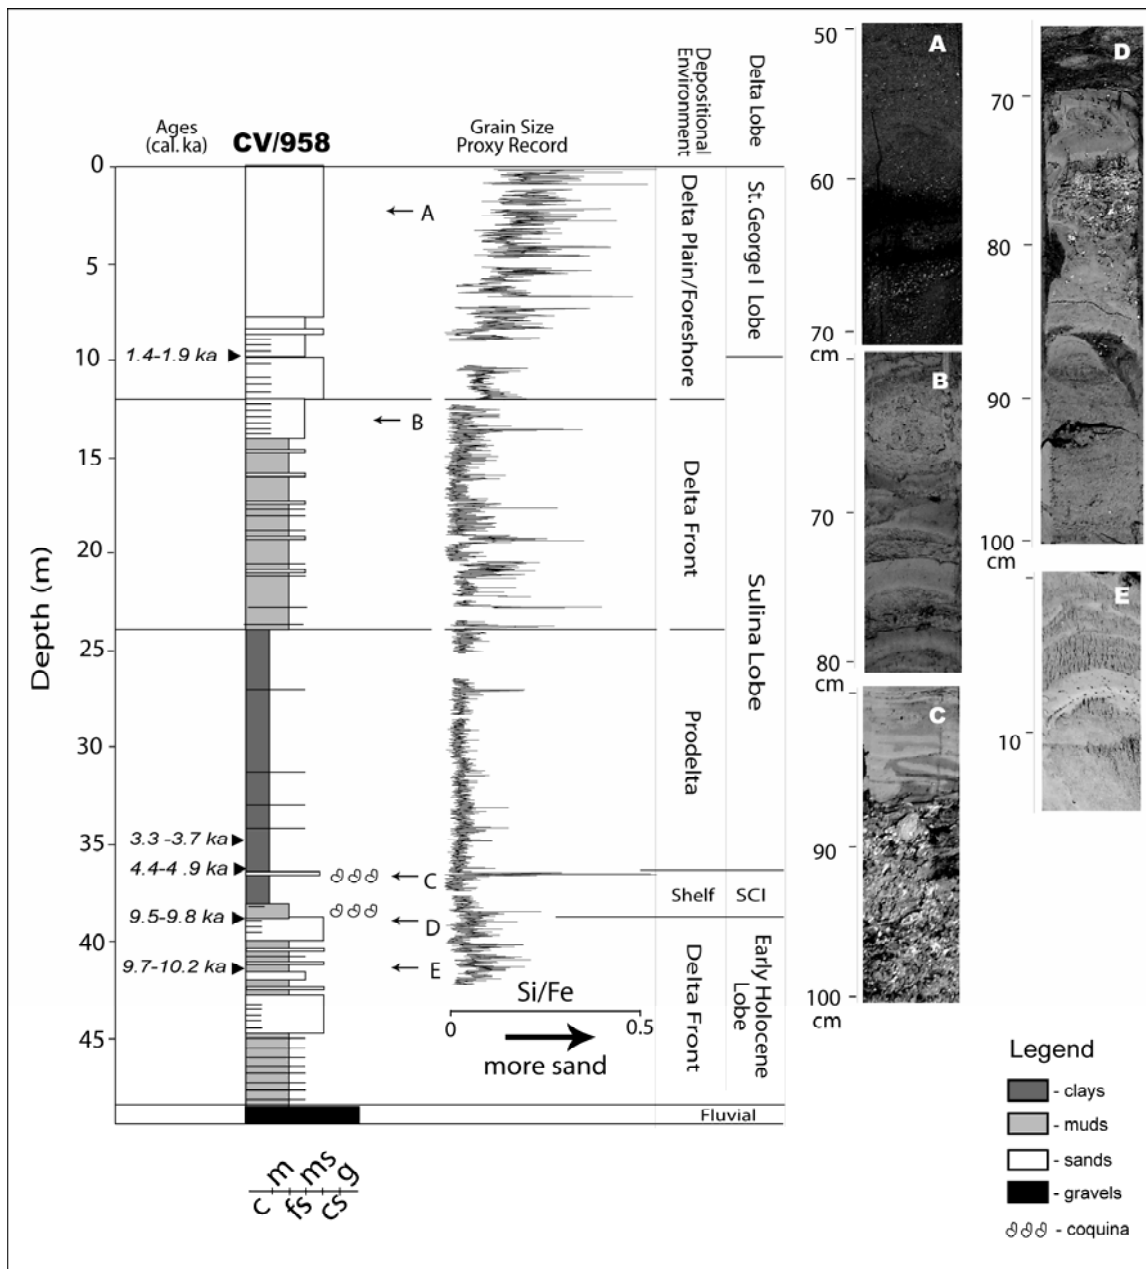 Ages
(cal. ka)
CV/958
Grain Size
Proxy Record
Depositional
Environment
Delta Lobe
Depth (m)
0
5
10
15
20
25
30
35
40
45
1.4-1.9 ka
3.3 -3.7 ka
4.4-4 .9 ka
9.5-9.8 ka
9.7-10.2 ka
A
B
C
D
E
Si/Fe
0
0.5
more sand
Delta Plain/Foreshore
Delta Front
Prodelta
Shelf
Delta Front
Fluvial
St. George I Lobe
Sulina Lobe
SCI
Early Holocene
Lobe
c
m
fs
ms
cs
g
50
60
70
cm
A
B
70
80
cm
C
90
100
cm
D
70
80
90
100
cm
E
10
Legend
- clays
- muds
- sands
- gravels
- coquina